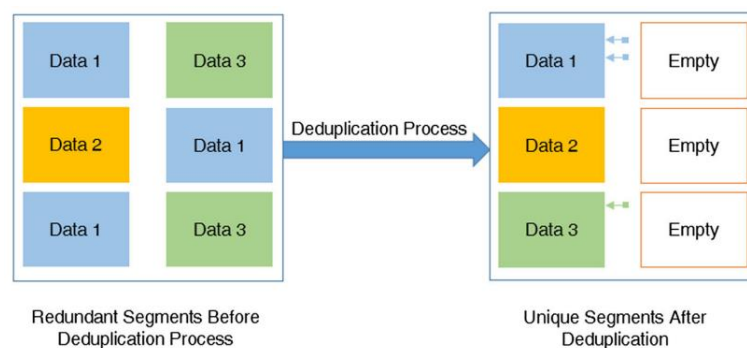 Data 1
Data 3
Data 2
Data 1
Data 1
Data 3
Redundant Segments Before
Deduplication Process
Deduplication Process
Data 1
Empty
Data 2
Empty
Data 3
Empty
Unique Segments After
Deduplication